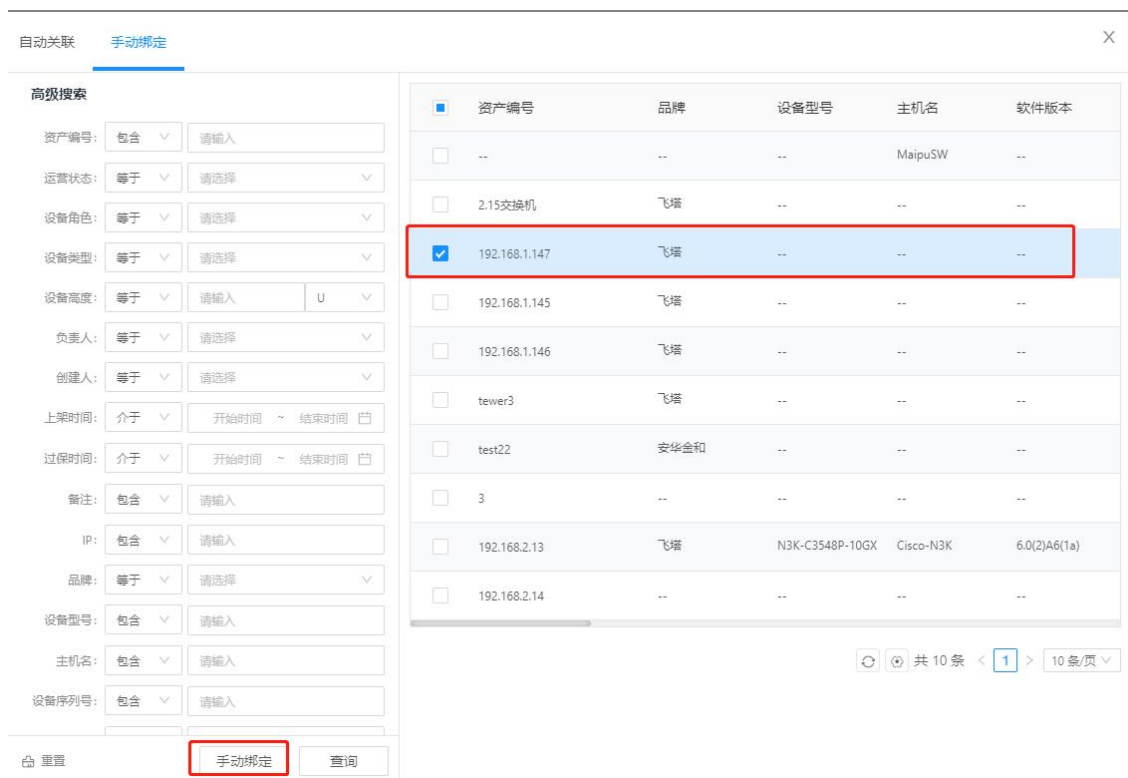 自动关联 手动绑定 X
高级搜索
资产编号: 包含 请输入
运营状态: 等于 请选择
设备角色: 等于 请选择
设备类型: 等于 请选择
设备高度: 等于 请输入 U
负责人: 等于 请选择
创建人: 等于 请选择
上架时间: 介于 开始时间 ~ 结束时间
过保时间: 介于 开始时间 ~ 结束时间
备注: 包含 请输入
IP: 包含 请输入
品牌: 等于 请选择
设备型号: 包含 请输入
主机名: 包含 请输入
设备序列号: 包含 请输入
重置 手动绑定 查询
资产编号 品牌 设备型号 主机名 软件版本
-- -- -- MaipuSW --
2.15交换机 飞塔 -- -- --
192.168.1.147 飞塔 -- -- --
192.168.1.145 飞塔 -- -- --
192.168.1.146 飞塔 -- -- --
tewer3 飞塔 -- -- --
test22 安华金和 -- -- --
3 -- -- -- --
192.168.2.13 飞塔 N3K-C3548P-10GX Cisco-N3K 6.0(2)A6(1a)
192.168.2.14 -- -- -- --
共 10 条 < 1 > 10 条/页